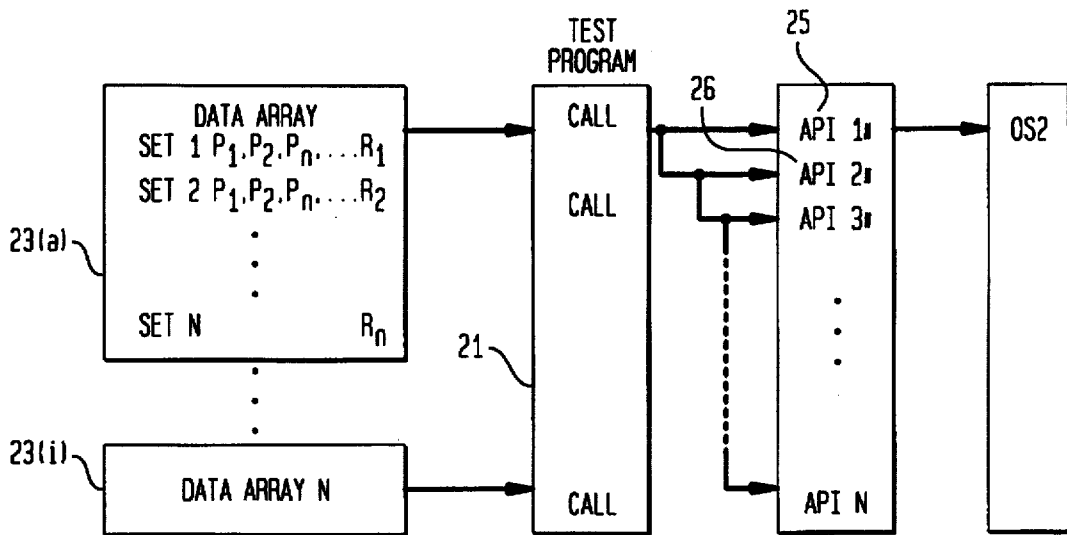 DATA ARRAY
SET 1 P1,P2,Pn,....R1
SET 2 P1,P2,Pn,....R2
SET N Rn
23(a)
DATA ARRAY N
23(i)
TEST
PROGRAM
CALL
CALL
CALL
21
25
26
API 1#
API 2#
API 3#
API N
OS2